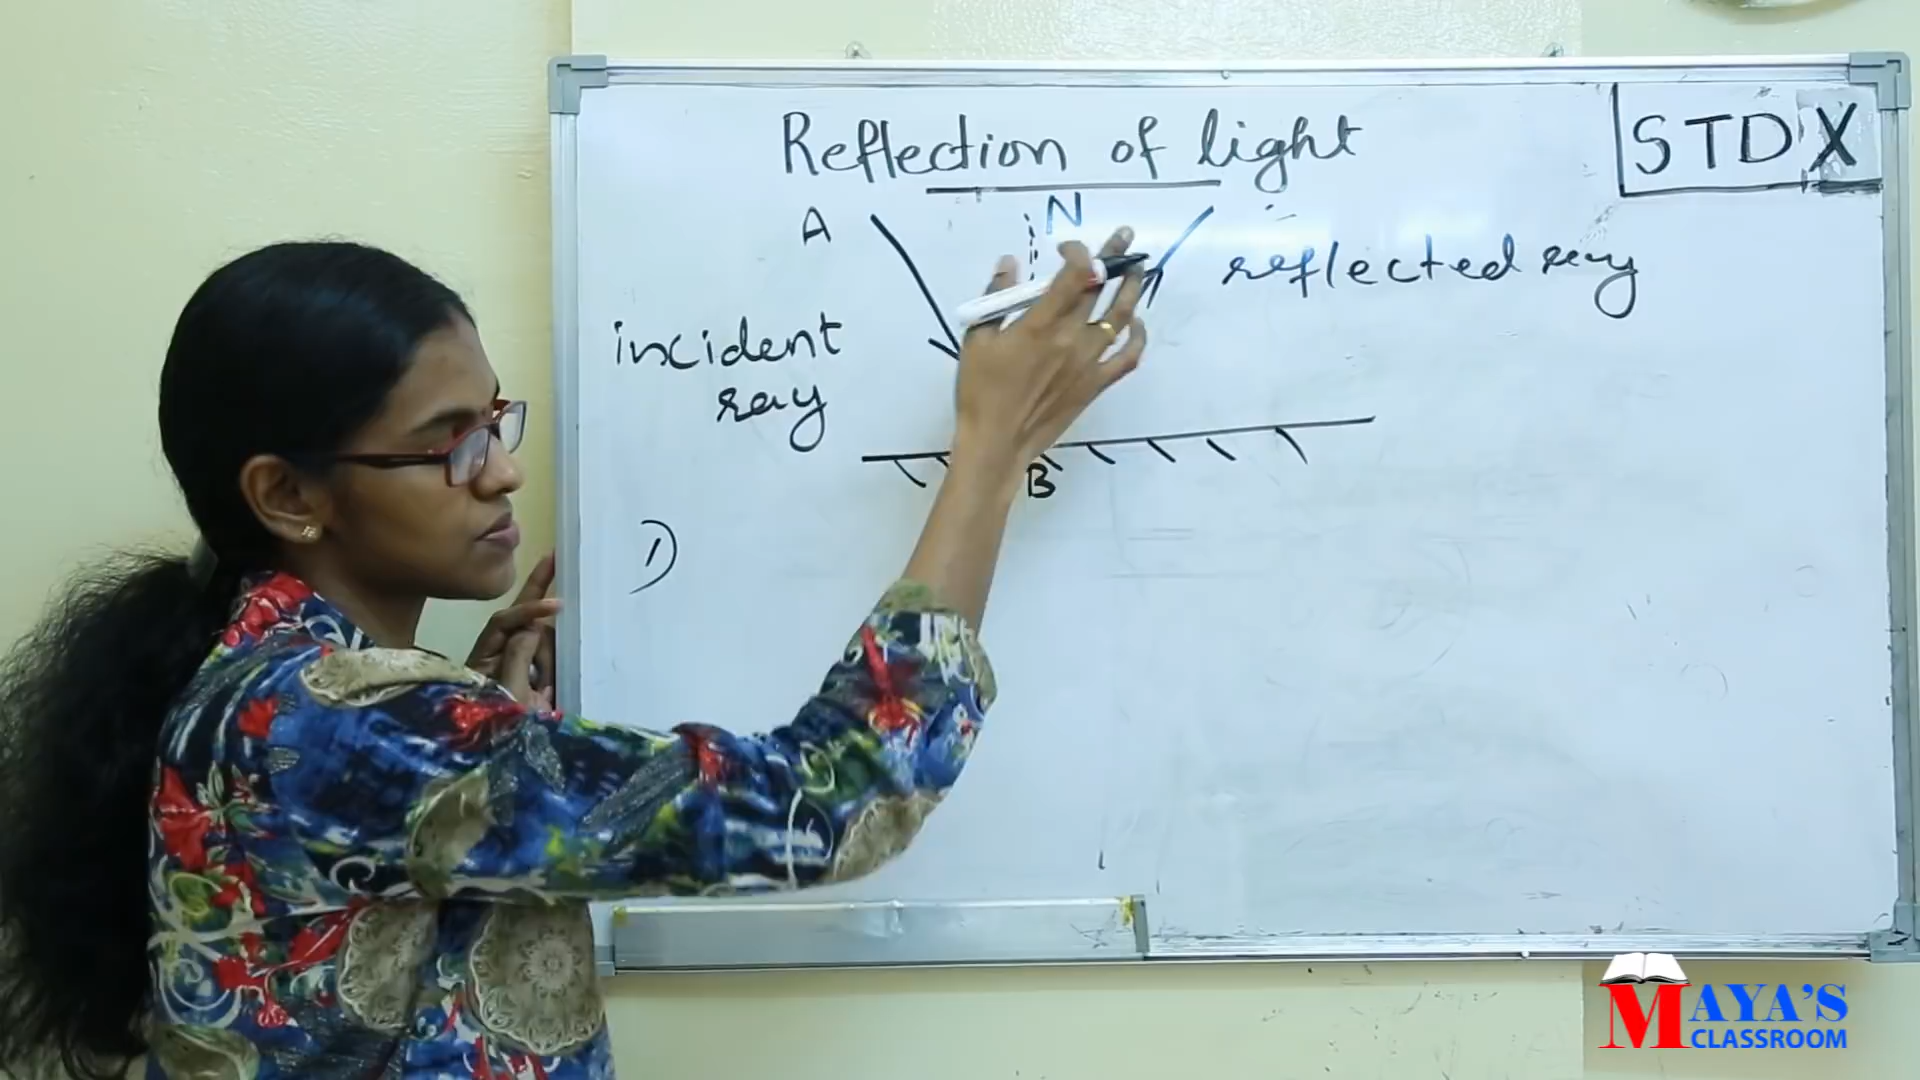 Reflection of light
STD X
A
N
reflected ray
incident
ray
B
1)
MAYA'S
CLASSROOM